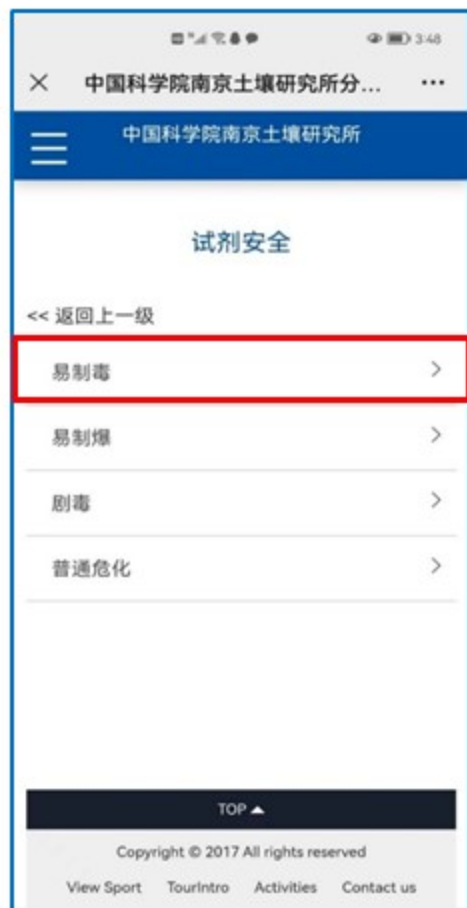 3:48
中国科学院南京土壤研究所分...
中国科学院南京土壤研究所
试剂安全
<< 返回上一级
易制毒
易制爆
剧毒
普通危化
TOP
Copyright © 2017 All rights reserved
View Sport TourIntro Activities Contact us